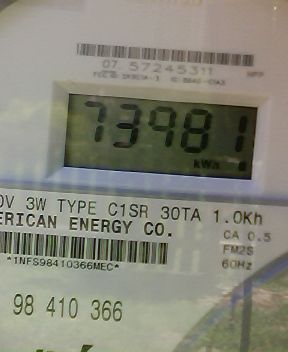 07 57245311
73981
kWh
0V 3W TYPE C1SR 30TA 1.0Kh
ERICAN ENERGY CO.
CA 0.5
FM2S
*1NFS98410366MEC*
60Hz
98 410 366